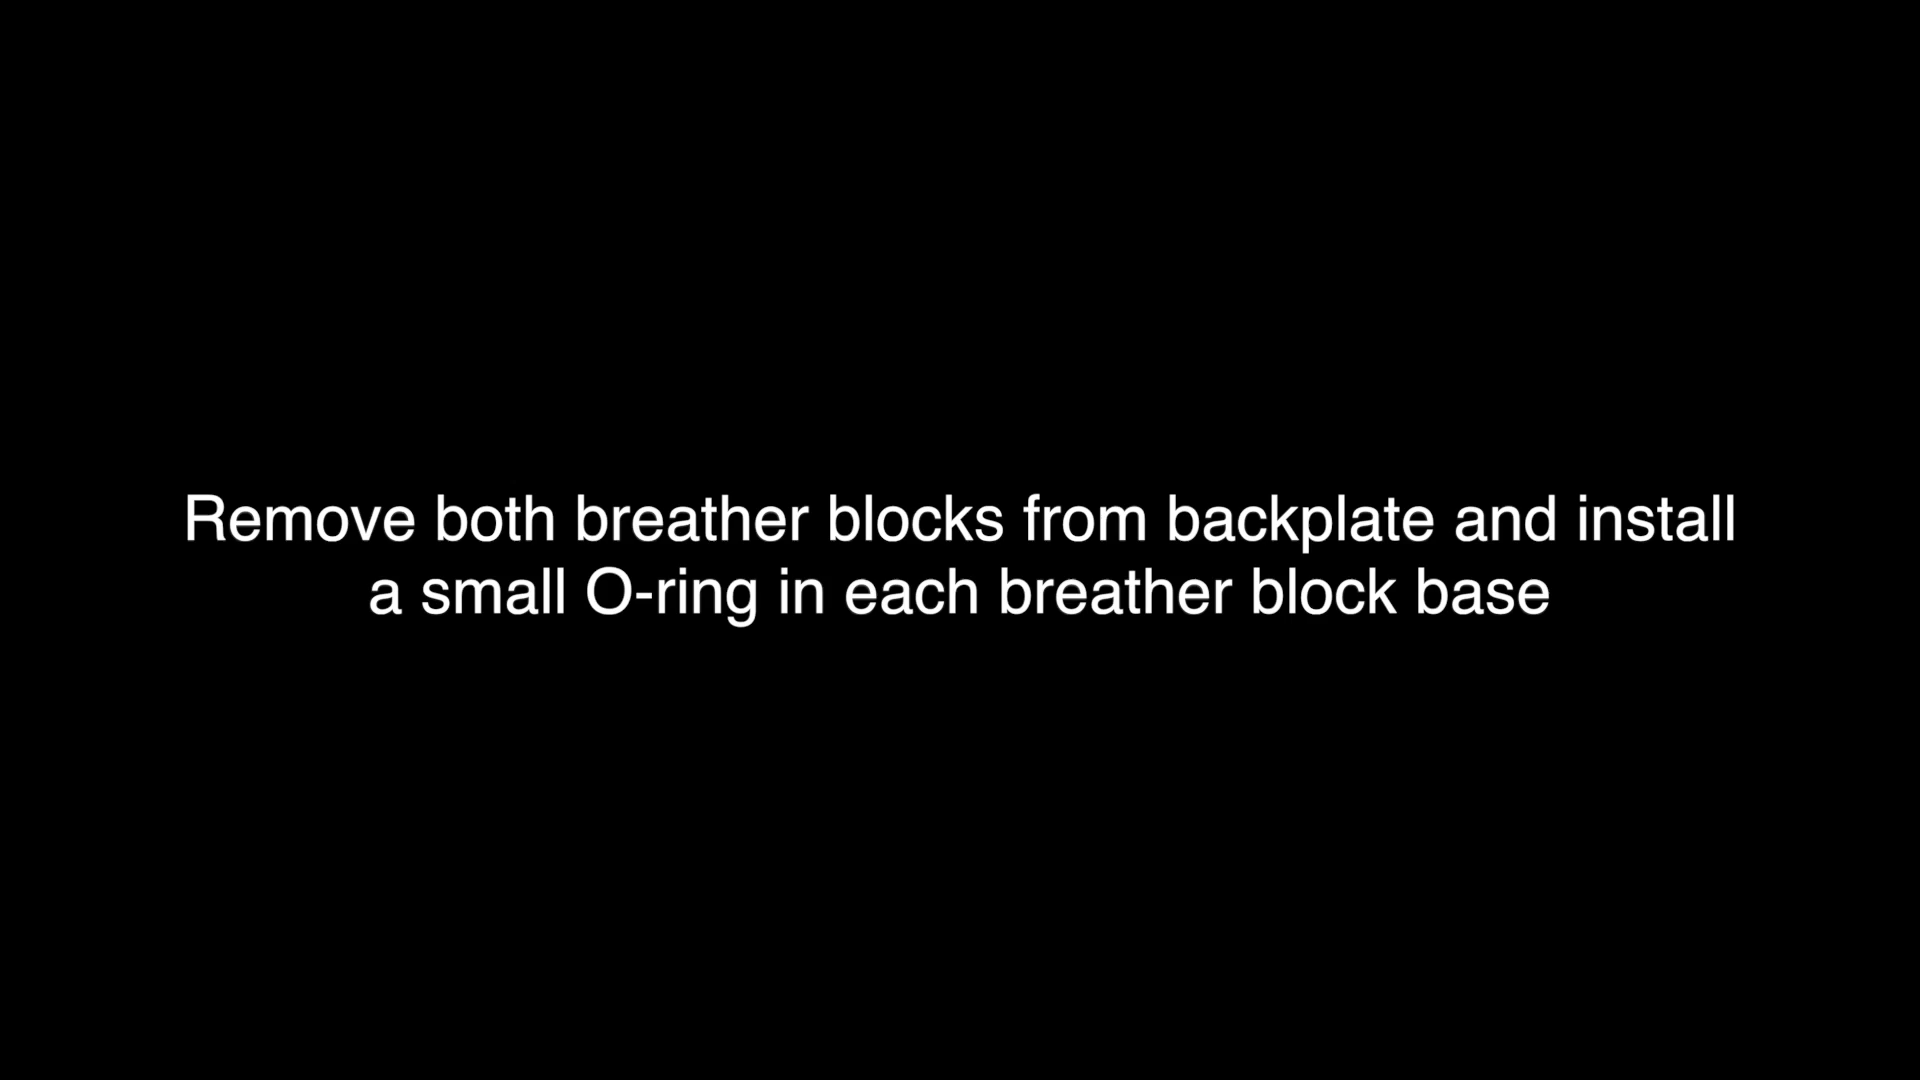 Remove both breather blocks from backplate and install
a small O-ring in each breather block base